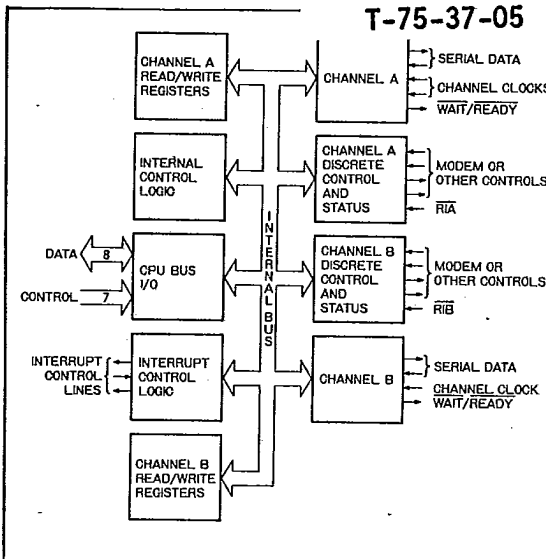 T-75-37-05
CHANNEL A
READ/WRITE
REGISTERS
CHANNEL A
SERIAL DATA
CHANNEL CLOCKS
WAIT/READY
INTERNAL
CONTROL
LOGIC
CHANNEL A
DISCRETE
CONTROL
AND
STATUS
MODEM OR
OTHER CONTROLS
RIA
INTERNAL BUS
DATA
8
CONTROL
7
CPU BUS
I/O
CHANNEL B
DISCRETE
CONTROL
AND
STATUS
MODEM OR
OTHER CONTROLS
RIB
INTERRUPT
CONTROL
LINES
INTERRUPT
CONTROL
LOGIC
CHANNEL B
SERIAL DATA
CHANNEL CLOCK
WAIT/READY
CHANNEL B
READ/WRITE
REGISTERS